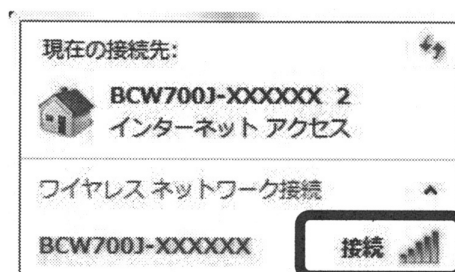 現在の接続先:
BCW700J-XXXXXX 2
インターネット アクセス
ワイヤレス ネットワーク接続
BCW700J-XXXXXX 接続